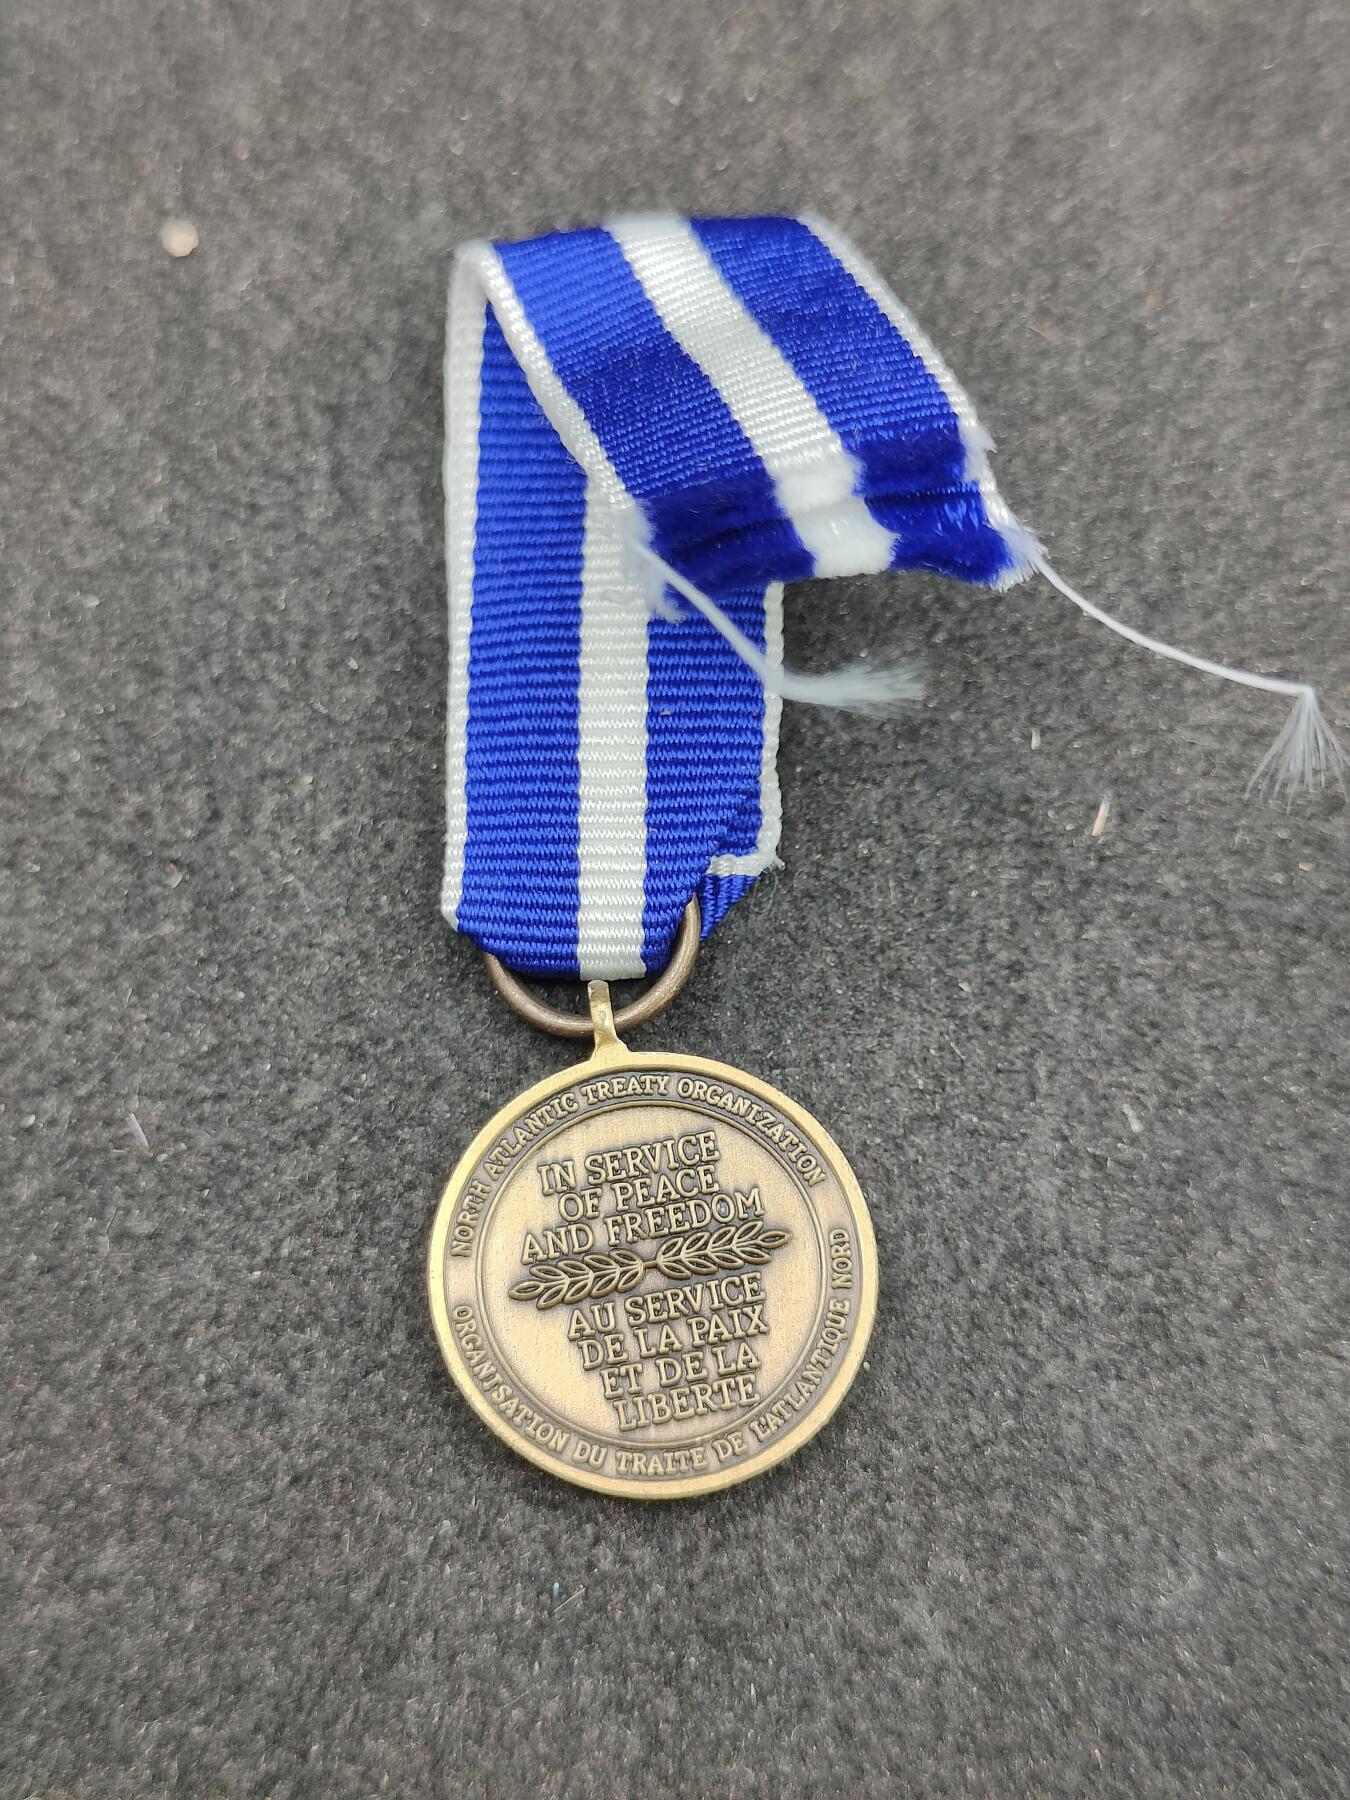 NORTH ATLANTIC TREATY ORGANIZATION
IN SERVICE
OF PEACE
AND FREEDOM
AU SERVICE
DE LA PAIX
ET DE LA
LIBERTE
ORGANISATION DU TRAITE DE L'ATLANTIQUE NORD